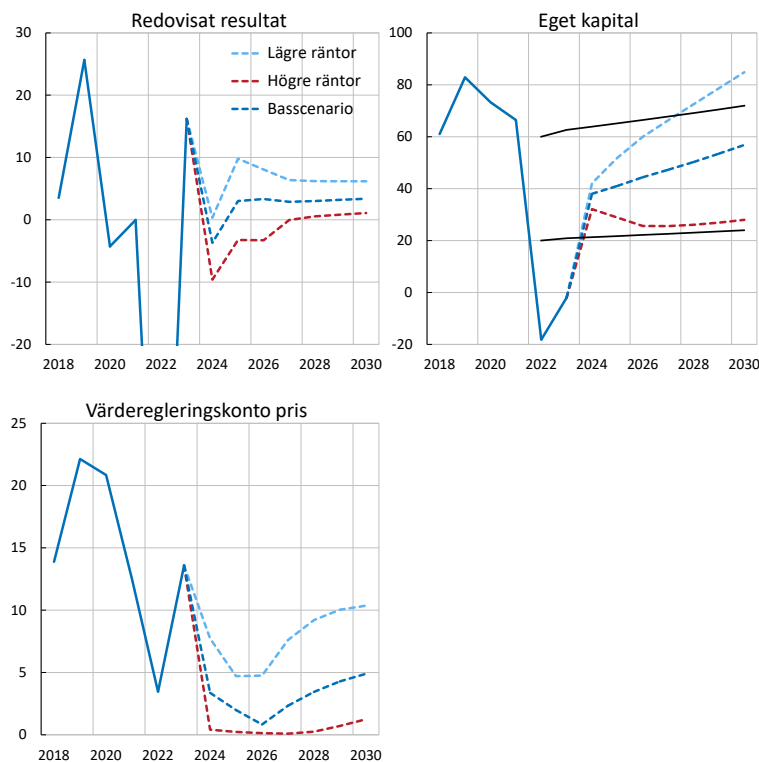 Redovisat resultat
30
20
10
0
-10
-20
2018 2020 2022 2024 2026 2028 2030
Lägre räntor
Högre räntor
Basscenario
Eget kapital
100
80
60
40
20
0
-20
2018 2020 2022 2024 2026 2028 2030
Värderegleringskonto pris
25
20
15
10
5
0
2018 2020 2022 2024 2026 2028 2030